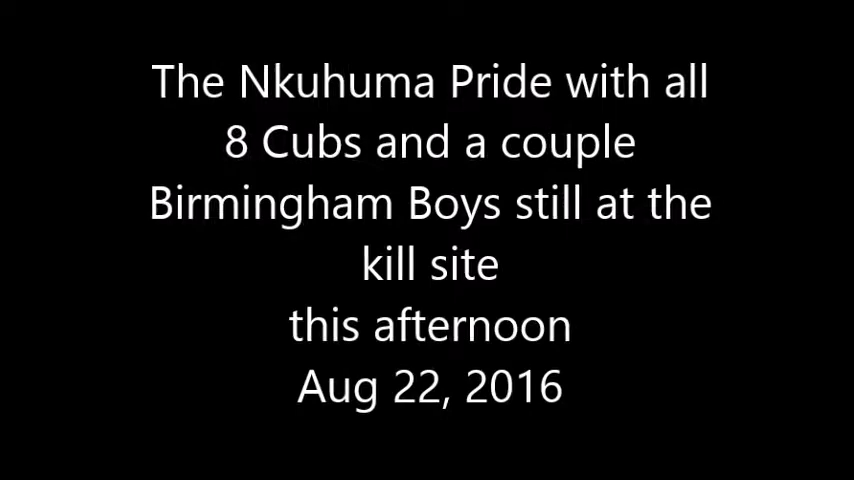 The Nkuhuma Pride with all
8 Cubs and a couple
Birmingham Boys still at the
kill site
this afternoon
Aug 22, 2016